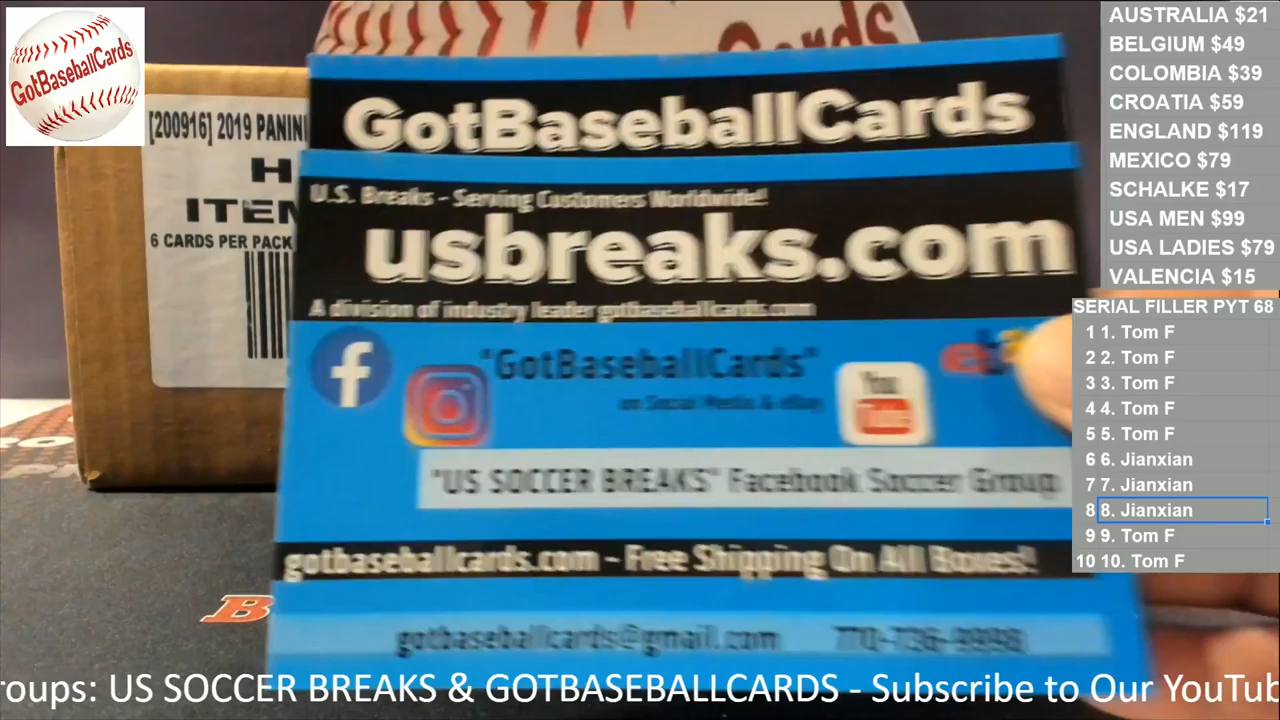 GotBaseballCards
Cards
[200916] 2019 PANINI
H
ITEM
6 CARDS PER PACK
GotBaseballCards
U.S. Breaks - Serving Customers Worldwide!
usbreaks.com
A division of industry leader gotbaseballcards.com
"GotBaseballCards"
on Social Media & eBay
You
Tube
"US SOCCER BREAKS" Facebook Soccer Group
gotbaseballcards.com - Free Shipping On All Boxes!
gotbaseballcards@gmail.com 770-736-9998
AUSTRALIA $21
BELGIUM $49
COLOMBIA $39
CROATIA $59
ENGLAND $119
MEXICO $79
SCHALKE $17
USA MEN $99
USA LADIES $79
VALENCIA $15
SERIAL FILLER PYT 68
1 1. Tom F
2 2. Tom F
3 3. Tom F
4 4. Tom F
5 5. Tom F
6 6. Jianxian
7 7. Jianxian
8 8. Jianxian
9 9. Tom F
10 10. Tom F
roups: US SOCCER BREAKS & GOTBASEBALLCARDS - Subscribe to Our YouTub